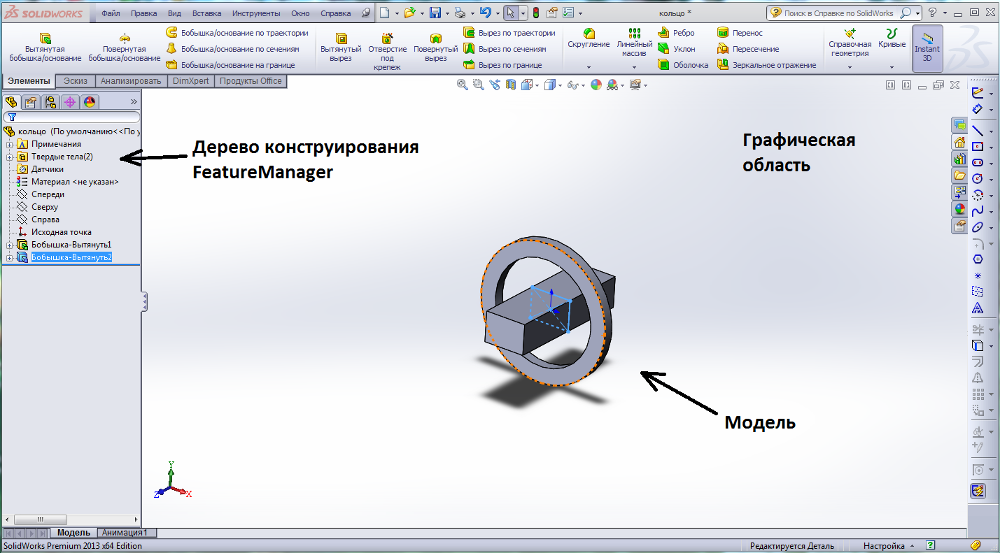 SOLIDWORKS Файл Правка Вид Вставка Инструменты Окно Справка кольцо * Поиск в Справке по SolidWorks ?
Вытянутая бобышка/основание
Повернутая бобышка/основание
Бобышка/основание по траектории
Бобышка/основание по сечениям
Бобышка/основание на границе
Вытянутый вырез
Отверстие под крепеж
Повернутый вырез
Вырез по траектории
Вырез по сечениям
Вырез по границе
Скругление
Линейный массив
Ребро
Уклон
Оболочка
Перенос
Пересечение
Зеркальное отражение
Справочная геометрия
Кривые
Instant 3D
Элементы Эскиз Анализировать DimXpert Продукты Office
кольцо (По умолчанию<<По у
Примечания
Твердые тела(2)
Датчики
Материал <не указан>
Спереди
Сверху
Справа
Исходная точка
Бобышка-Вытянуть1
Бобышка-Вытянуть2
Дерево конструирования
FeatureManager
Графическая
область
Модель
Y
Z X
Модель Анимация1
SolidWorks Premium 2013 x64 Edition Редактируется Деталь Настройка ?